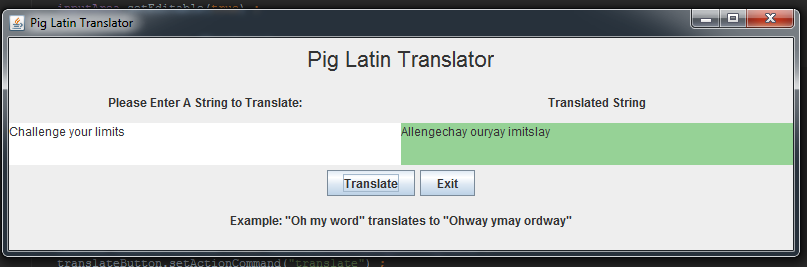 inputArea.setEditable(true) ;
Pig Latin Translator
Pig Latin Translator
Please Enter A String to Translate: Translated String
Challenge your limits Allengechay ouryay imitslay
Translate Exit
Example: "Oh my word" translates to "Ohway ymay ordway"
translateButton.setActionCommand("translate") ;